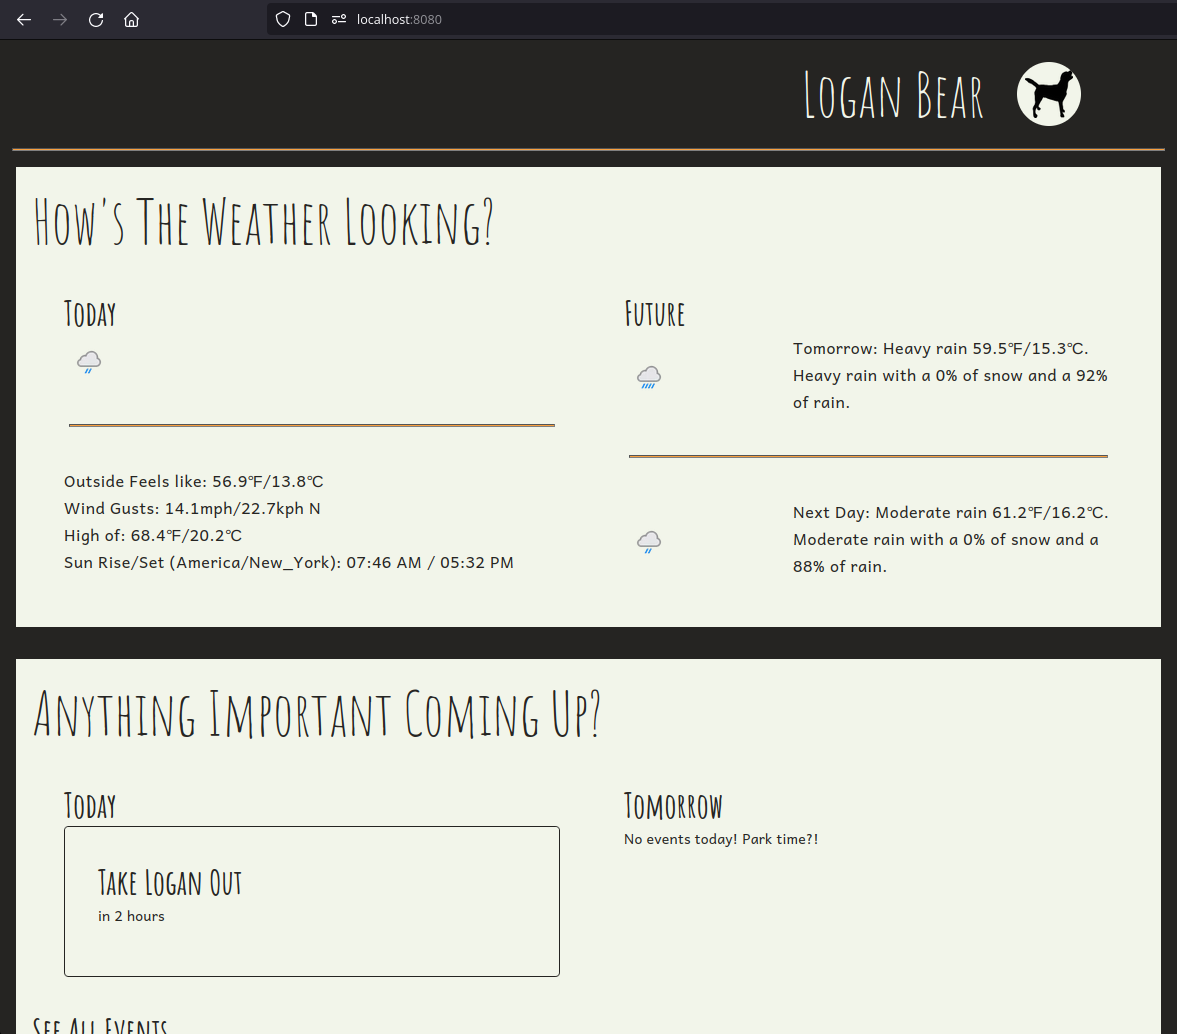 localhost:8080
Logan Bear
How's The Weather Looking?
Today
Outside Feels like: 56.9℉/13.8℃
Wind Gusts: 14.1mph/22.7kph N
High of: 68.4℉/20.2℃
Sun Rise/Set (America/New_York): 07:46 AM / 05:32 PM
Future
Tomorrow: Heavy rain 59.5℉/15.3℃.
Heavy rain with a 0% of snow and a 92%
of rain.
Next Day: Moderate rain 61.2℉/16.2℃.
Moderate rain with a 0% of snow and a
88% of rain.
Anything Important Coming Up?
Today
Take Logan Out
in 2 hours
Tomorrow
No events today! Park time?!
See All Events